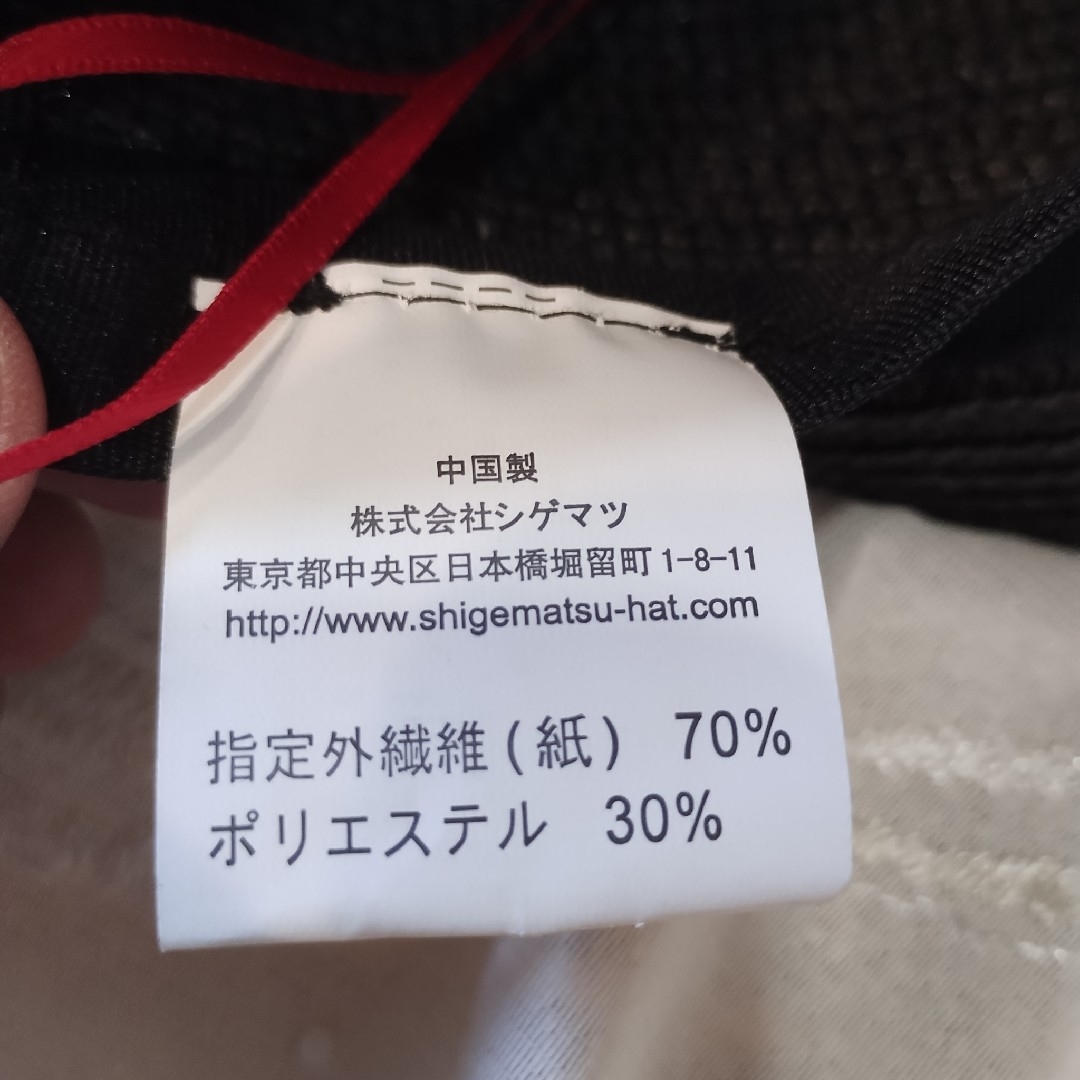 中国製
株式会社シゲマツ
東京都中央区日本橋堀留町1-8-11
http://www.shigematsu-hat.com
指定外繊維(紙) 70%
ポリエステル 30%